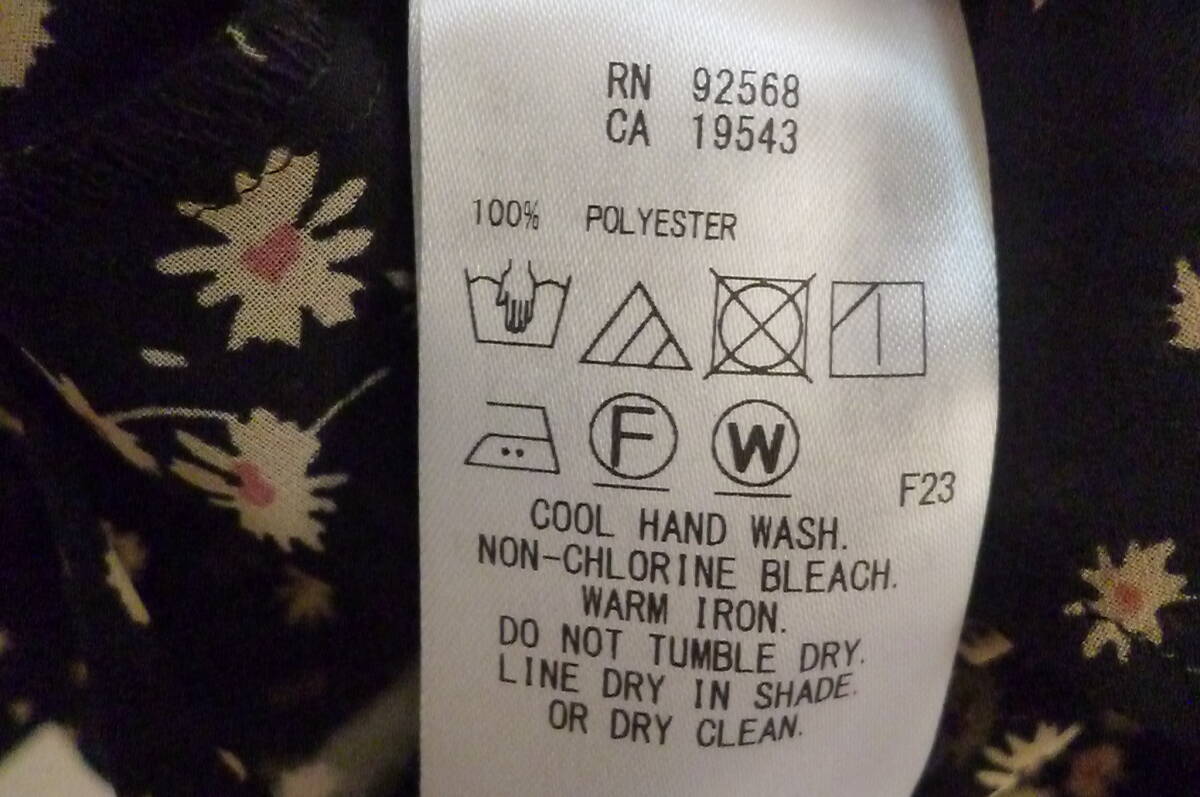 RN 92568
CA 19543
100% POLYESTER
F W
F23
COOL HAND WASH.
NON-CHLORINE BLEACH.
WARM IRON.
DO NOT TUMBLE DRY.
LINE DRY IN SHADE.
OR DRY CLEAN.